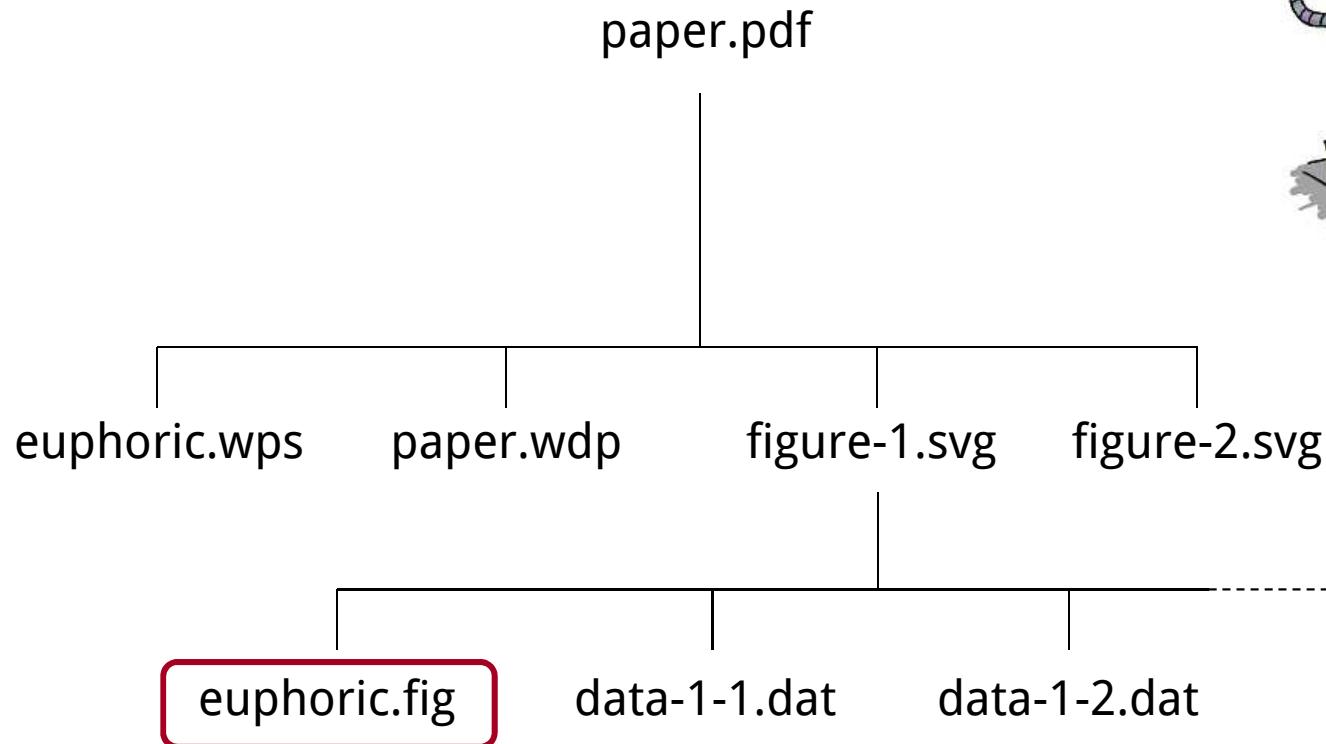 paper.pdf
euphoric.wps paper.wdp figure-1.svg figure-2.svg
euphoric.fig data-1-1.dat data-1-2.dat